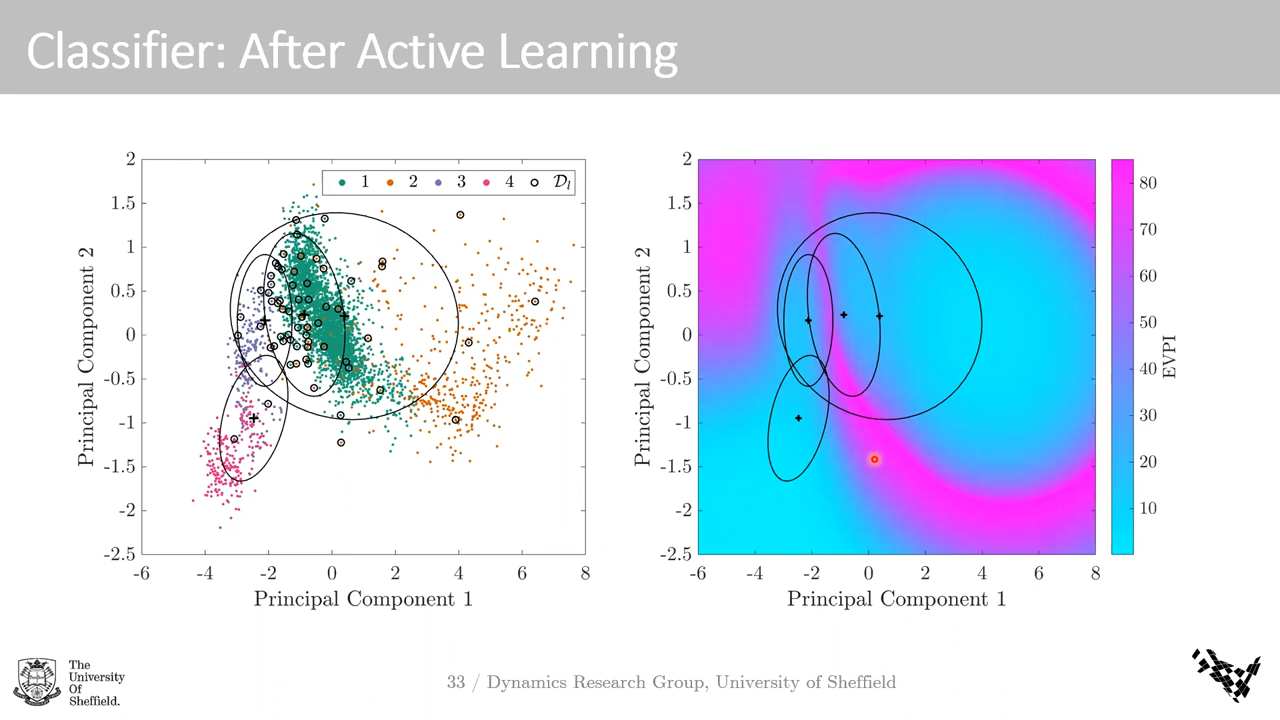 Classifier: After Active Learning
1 2 3 4 𝒟l
2
1.5
1
0.5
0
-0.5
-1
-1.5
-2
-2.5
Principal Component 2
-6 -4 -2 0 2 4 6 8
Principal Component 1
2
1.5
1
0.5
0
-0.5
-1
-1.5
-2
-2.5
Principal Component 2
-6 -4 -2 0 2 4 6 8
Principal Component 1
80
70
60
50
40
30
20
10
EVPI
The
University
Of
Sheffield.
33 / Dynamics Research Group, University of Sheffield